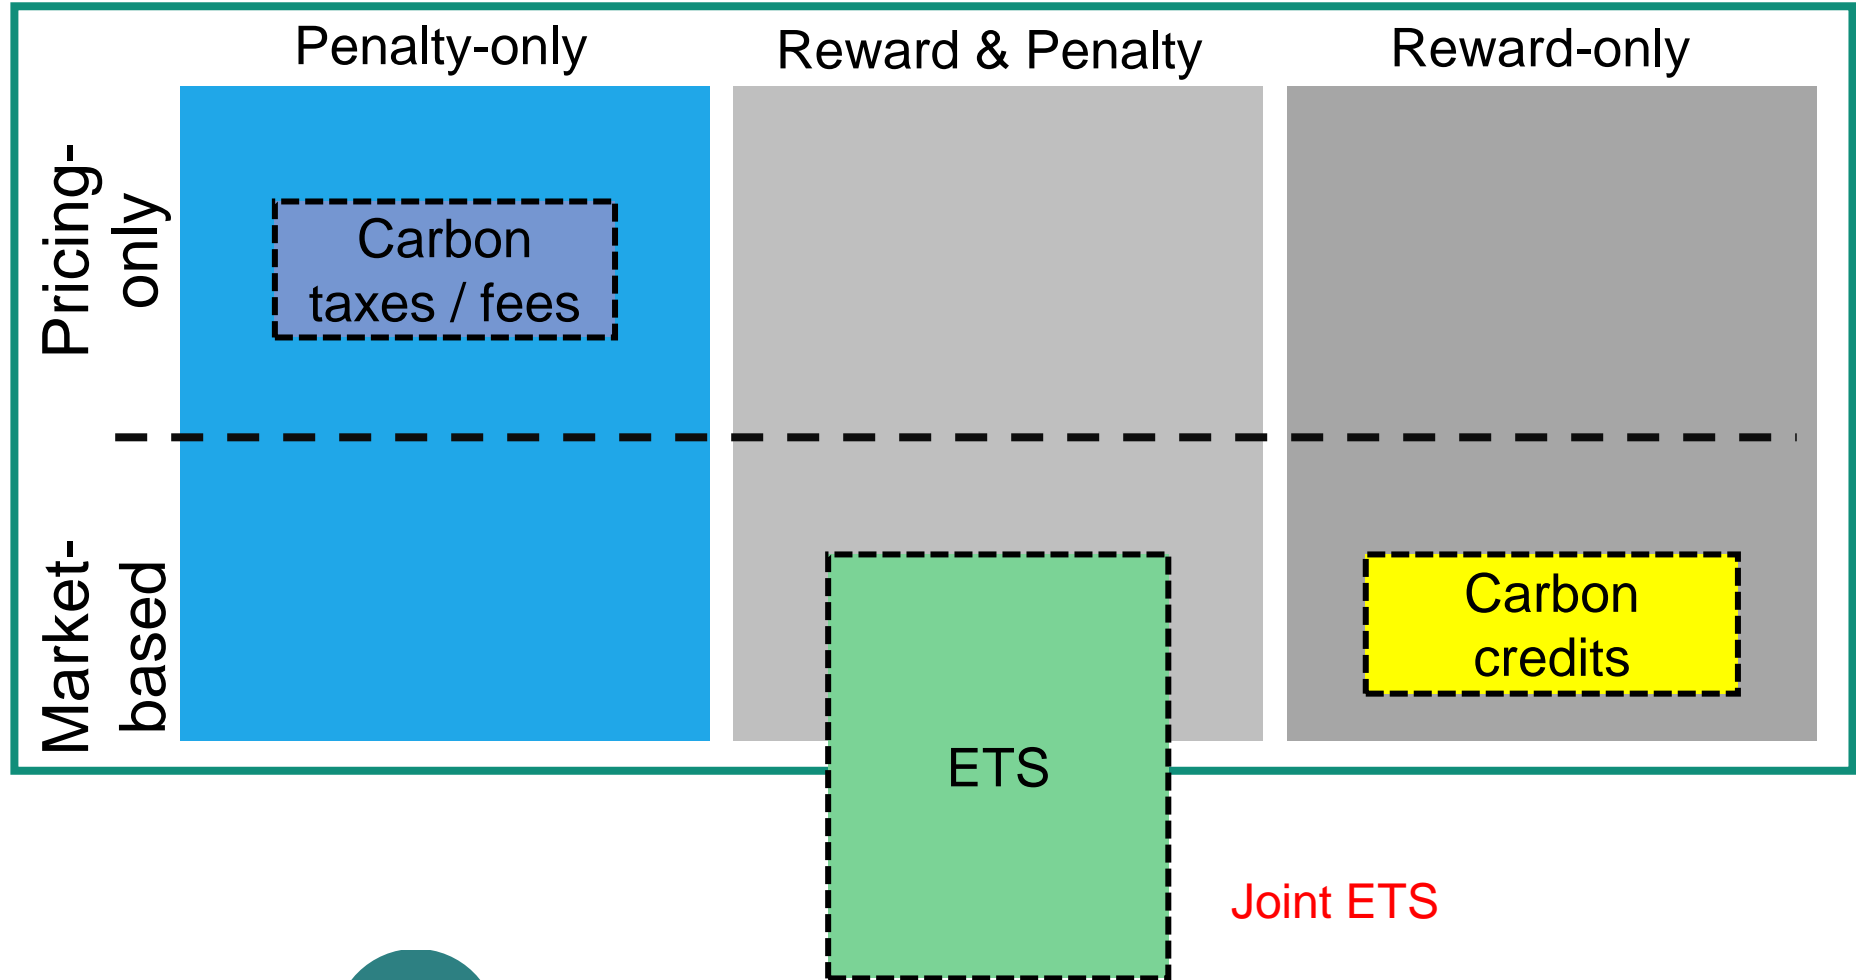 Penalty-only
Reward & Penalty
Reward-only
Pricing-
only
Carbon
taxes / fees
Market-
based
Carbon
credits
ETS
Joint ETS